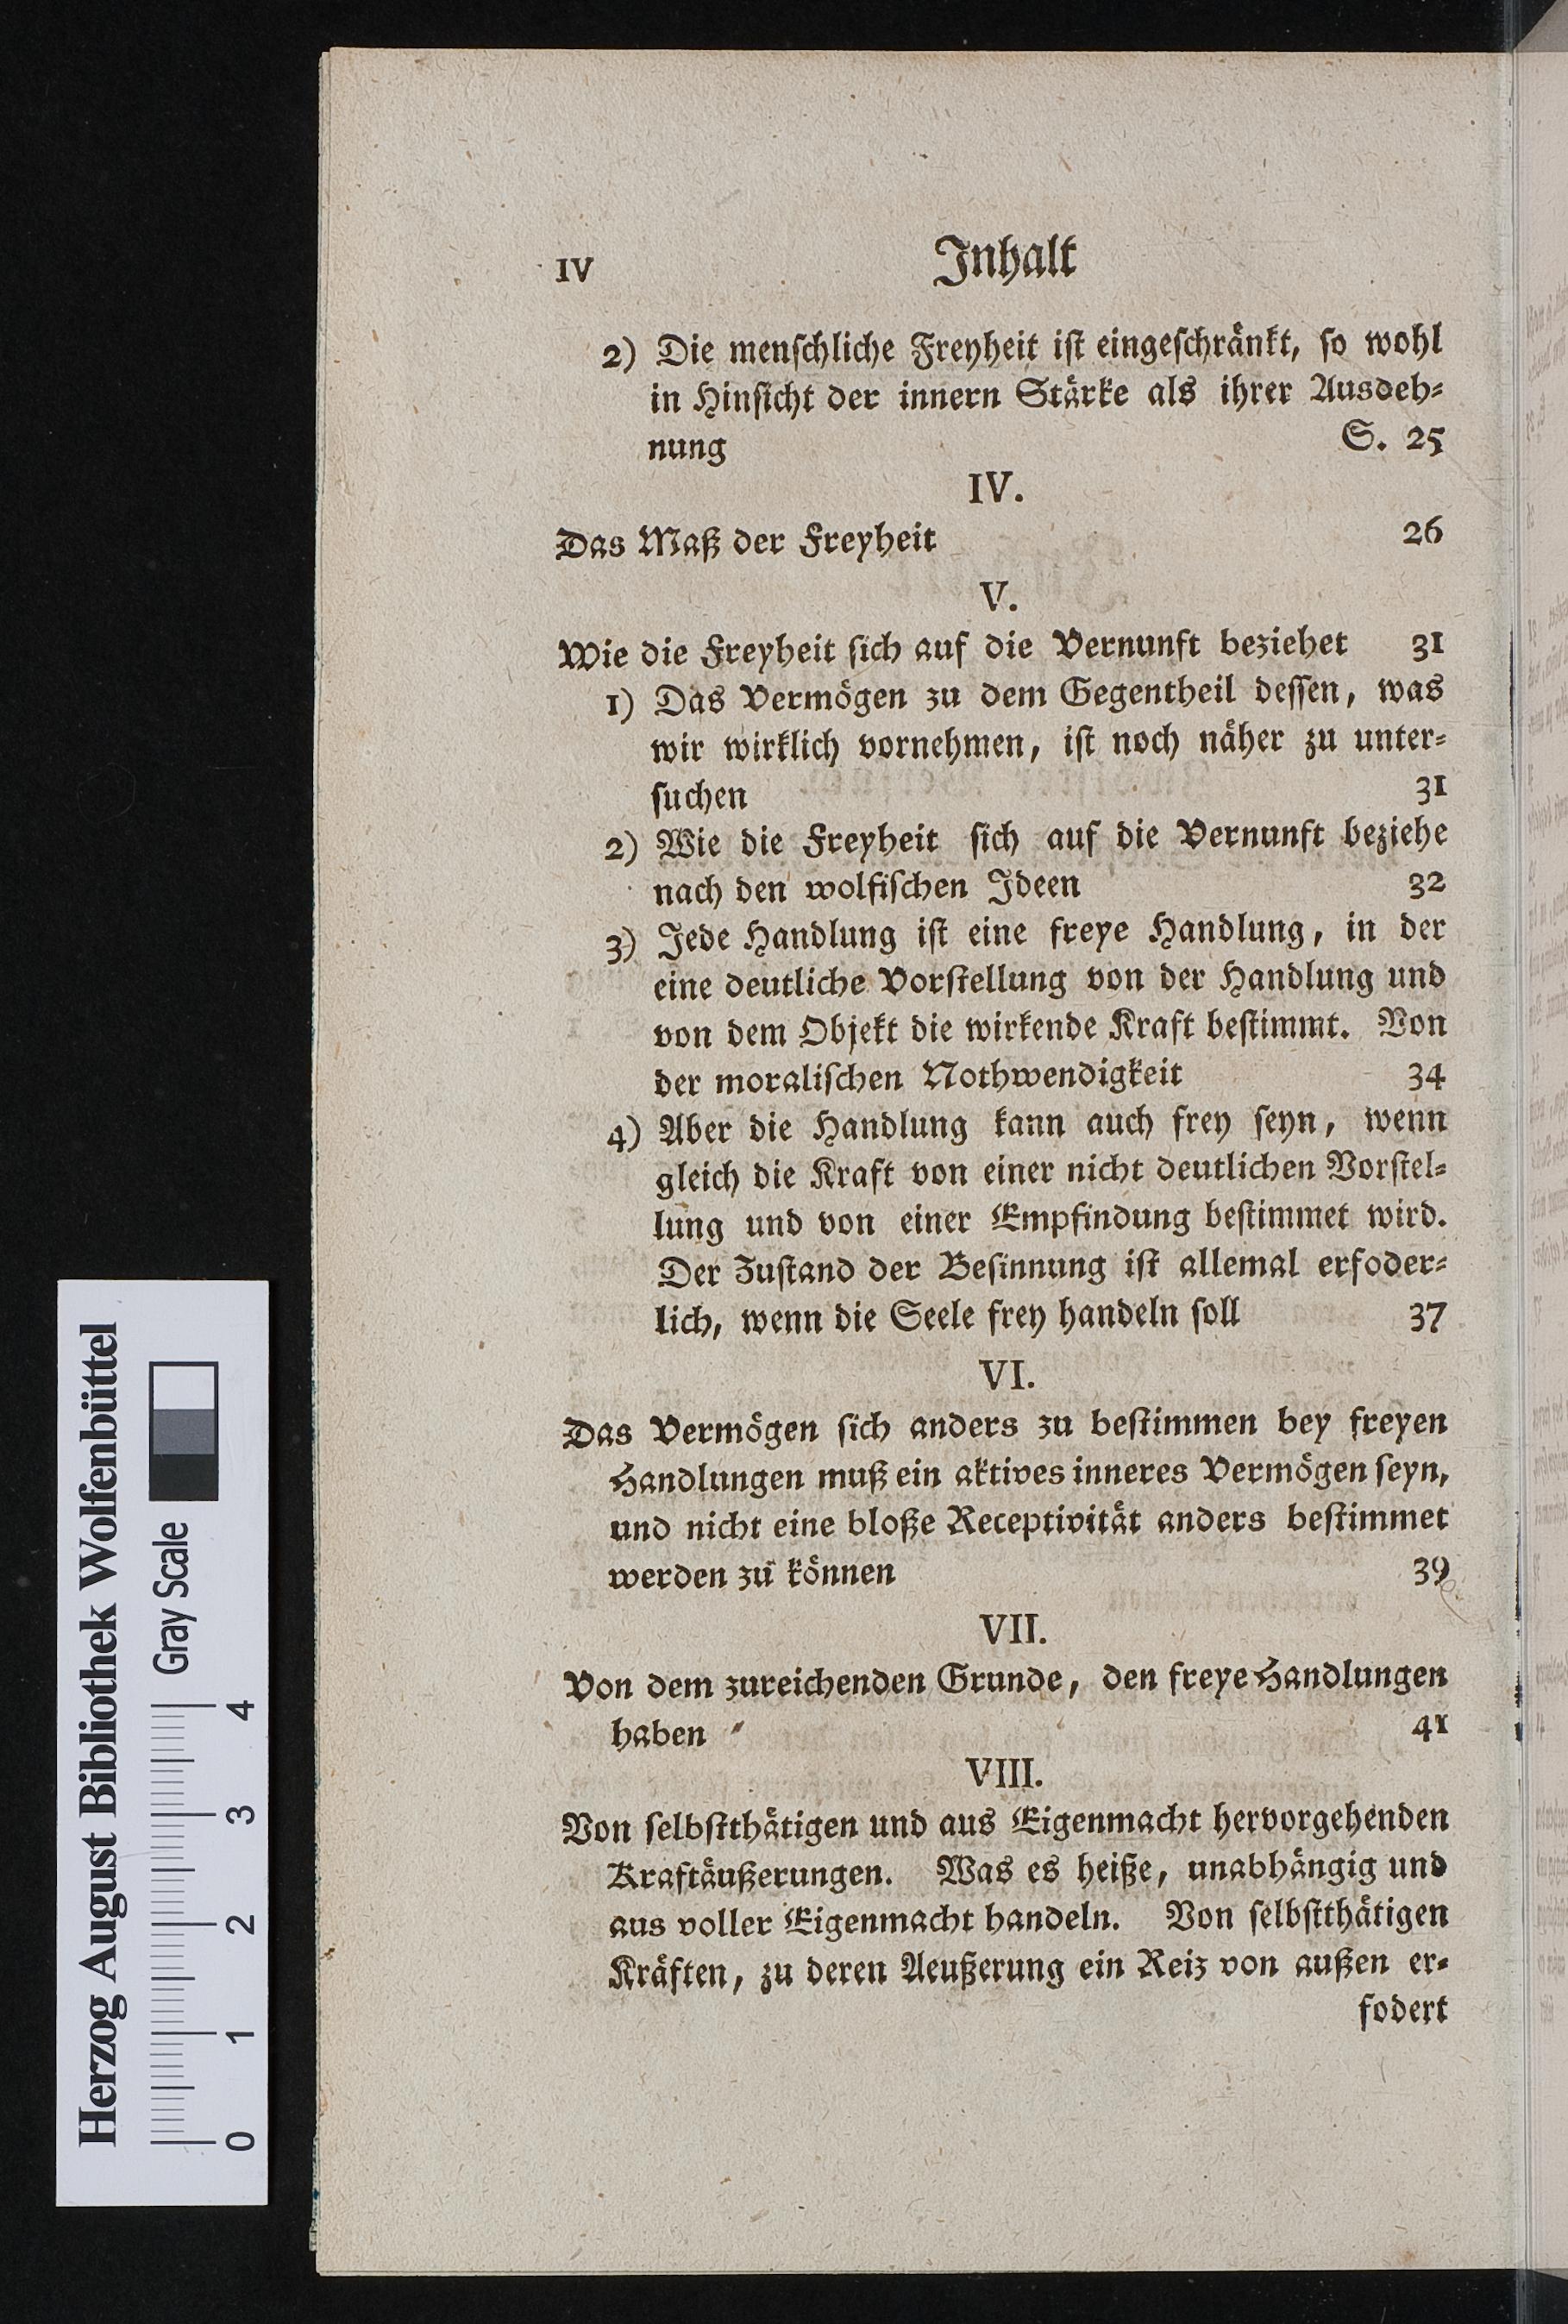 IV Inhalt
2) Die menſchliche Freyheit iſt eingeſchränkt, ſo wohl
in Hinſicht der innern Stärke als ihrer Ausdeh⸗
nung S. 25
IV.
Das Maß der Freyheit 26
V.
Wie die Freyheit ſich auf die Vernunft beziehet 31
1) Das Vermögen zu dem Gegentheil deſſen, was
wir wirklich vornehmen, iſt noch näher zu unter⸗
ſuchen 31
2) Wie die Freyheit ſich auf die Vernunft beziehe
nach den wolfiſchen Ideen 32
3) Jede Handlung iſt eine freye Handlung, in der
eine deutliche Vorſtellung von der Handlung und
von dem Objekt die wirkende Kraft beſtimmt. Von
der moraliſchen Nothwendigkeit 34
4) Aber die Handlung kann auch frey ſeyn, wenn
gleich die Kraft von einer nicht deutlichen Vorſtel⸗
lung und von einer Empfindung beſtimmet wird.
Der Zuſtand der Beſinnung iſt allemal erfoder⸗
lich, wenn die Seele frey handeln ſoll 37
VI.
Das Vermögen ſich anders zu beſtimmen bey freyen
Handlungen muß ein aktives inneres Vermögen ſeyn,
und nicht eine bloße Receptivität anders beſtimmet
werden zu können 39
VII.
Von dem zureichenden Grunde, den freye Handlungen
haben 41
VIII.
Von ſelbſtthätigen und aus Eigenmacht hervorgehenden
Kraftäußerungen. Was es heiße, unabhängig und
aus voller Eigenmacht handeln. Von ſelbſtthätigen
Kräften, zu deren Aeußerung ein Reiz von außen er⸗
fodert
Herzog August Bibliothek Wolfenbüttel
Gray Scale
0 1 2 3 4